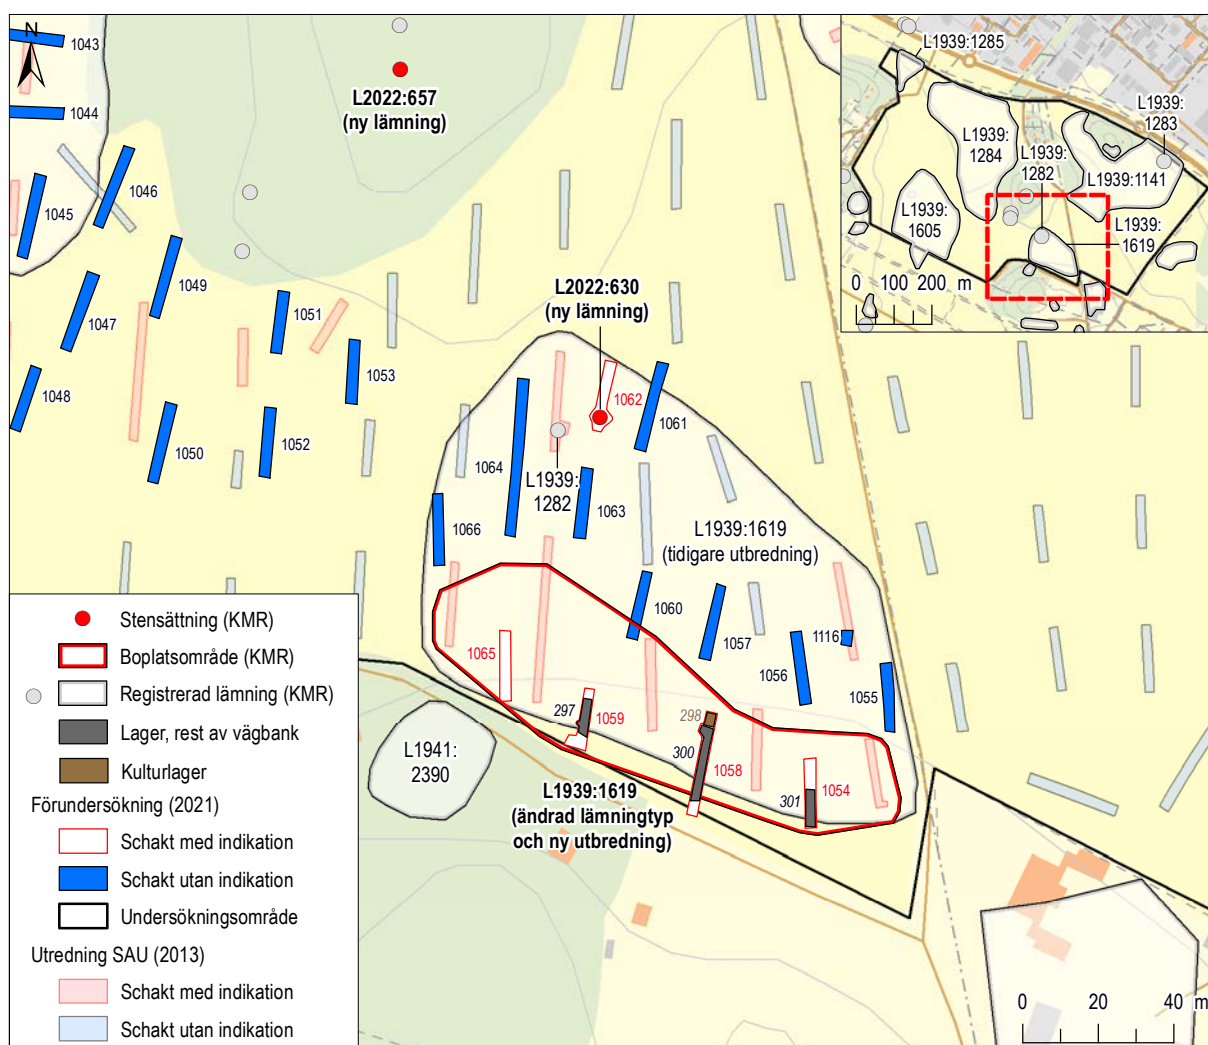 N
1043
1044
1045
1046
1047
1048
1049
1050
1051
1052
1053
L2022:657
(ny lämning)
L2022:630
(ny lämning)
1062
1061
1064
1063
1066
L1939:
1282
L1939:1619
(tidigare utbredning)
1060
1057
1056
1116
1055
1065
297
1059
298
300
1058
301
1054
L1941:
2390
L1939:1619
(ändrad lämningtyp
och ny utbredning)
L1939:1285
L1939:
1284
L1939:
1282
L1939:
1283
L1939:1141
L1939:
1605
L1939:
1619
0 100 200 m
Stensättning (KMR)
Boplatsområde (KMR)
Registrerad lämning (KMR)
Lager, rest av vägbank
Kulturlager
Förundersökning (2021)
Schakt med indikation
Schakt utan indikation
Undersökningsområde
Utredning SAU (2013)
Schakt med indikation
Schakt utan indikation
0 20 40 m